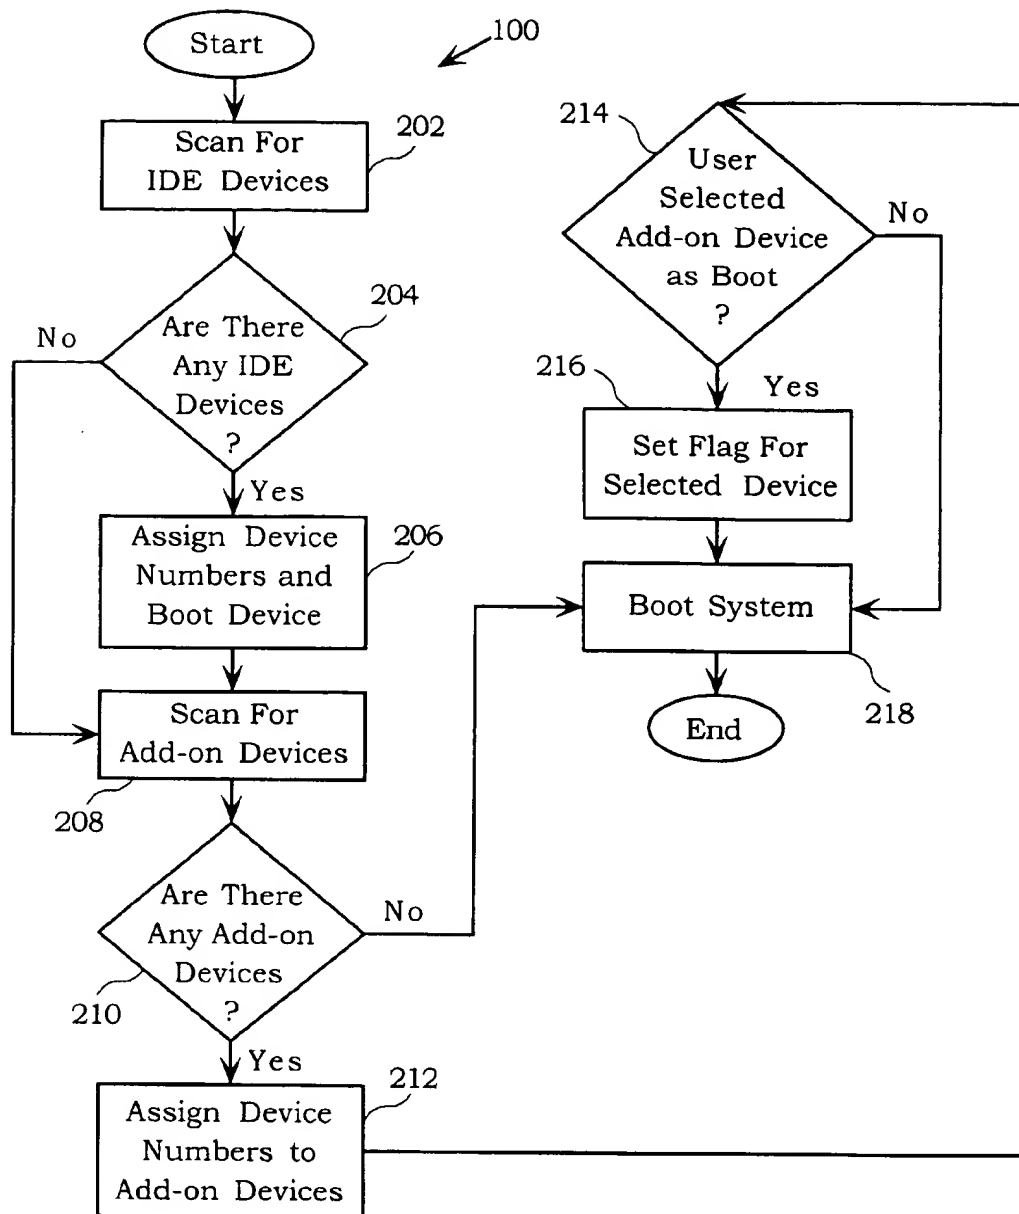 Start
100
Scan For
IDE Devices
202
Are There
Any IDE
Devices
?
204
No
Yes
Assign Device
Numbers and
Boot Device
206
Scan For
Add-on Devices
208
Are There
Any Add-on
Devices
?
210
No
Yes
Assign Device
Numbers to
Add-on Devices
212
214
User
Selected
Add-on Device
as Boot
?
No
Yes
216
Set Flag For
Selected Device
Boot System
218
End